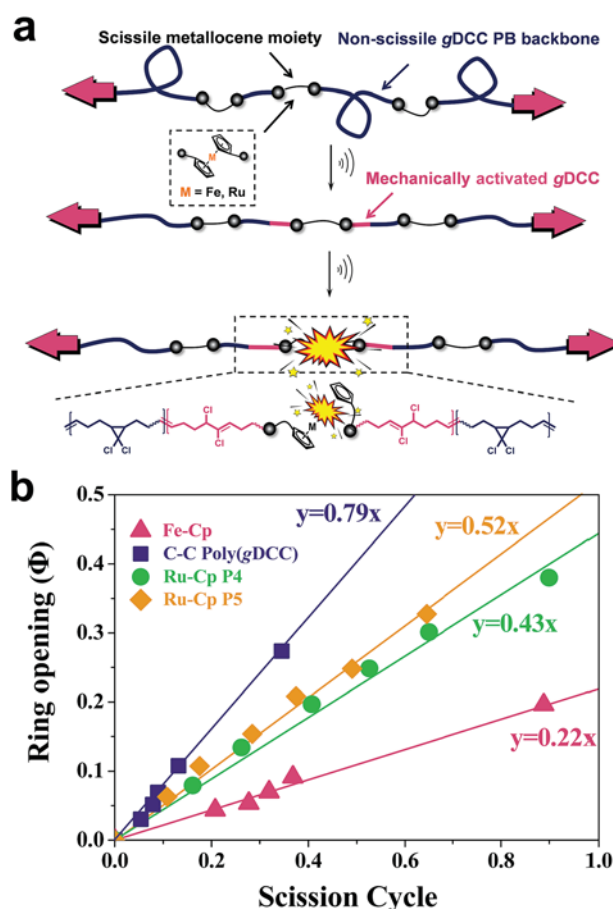 a
Scissile metallocene moiety
Non-scissile gDCC PB backbone
M
M = Fe, Ru
Mechanically activated gDCC
Cl
Cl
Cl Cl
M
Cl
Cl
Cl Cl
b
Ring opening (Φ)
0.5
0.4
0.3
0.2
0.1
0.0
Fe-Cp
C-C Poly(gDCC)
Ru-Cp P4
Ru-Cp P5
y=0.79x
y=0.52x
y=0.43x
y=0.22x
0.0 0.2 0.4 0.6 0.8 1.0
Scission Cycle